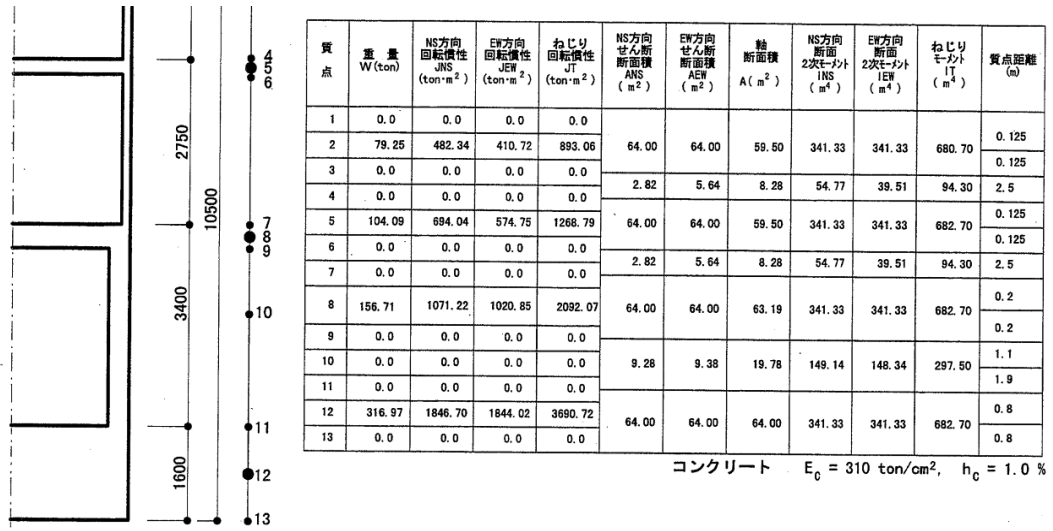 4
5
6
2750
10500
7
8
9
3400
10
11
1600
12
13
質点
重量 W(ton)
NS方向 回転慣性 JNS (ton·m²)
EW方向 回転慣性 JEW (ton·m²)
ねじり 回転慣性 JT (ton·m²)
NS方向 せん断 断面積 ANS (m²)
EW方向 せん断 断面積 AEW (m²)
軸 断面積 A(m²)
NS方向 断面 2次モーメント INS (m⁴)
EW方向 断面 2次モーメント IEW (m⁴)
ねじり モーメント IT (m⁴)
質点距離 (m)
1 0.0 0.0 0.0 0.0
2 79.25 482.34 410.72 893.06 64.00 64.00 59.50 341.33 341.33 680.70 0.125
3 0.0 0.0 0.0 0.0 0.125
2.82 5.64 8.28 54.77 39.51 94.30 2.5
4 0.0 0.0 0.0 0.0
5 104.09 694.04 574.75 1268.79 64.00 64.00 59.50 341.33 341.33 682.70 0.125
6 0.0 0.0 0.0 0.0 0.125
2.82 5.64 8.28 54.77 39.51 94.30 2.5
7 0.0 0.0 0.0 0.0
8 156.71 1071.22 1020.85 2092.07 64.00 64.00 63.19 341.33 341.33 682.70 0.2
9 0.0 0.0 0.0 0.0 0.2
10 0.0 0.0 0.0 0.0 9.28 9.38 19.78 149.14 148.34 297.50 1.1
11 0.0 0.0 0.0 0.0 1.9
12 316.97 1846.70 1844.02 3690.72 64.00 64.00 64.00 341.33 341.33 682.70 0.8
13 0.0 0.0 0.0 0.0 0.8
コンクリート Ec = 310 ton/cm², hc = 1.0 %